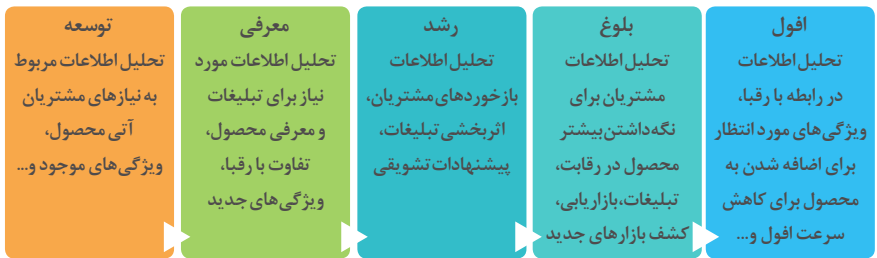 توسعه
تحلیل اطلاعات مربوط
به نیازهای مشتریان
آتی محصول،
ویژگی‌های موجود و...
معرفی
تحلیل اطلاعات مورد
نیاز برای تبلیغات
و معرفی محصول،
تفاوت با رقبا،
ویژگی‌های جدید
رشد
تحلیل اطلاعات
بازخوردهای مشتریان،
اثربخشی تبلیغات،
پیشنهادات تشویقی
بلوغ
تحلیل اطلاعات
مشتریان برای
نگه‌داشتن بیشتر
محصول در رقابت،
تبلیغات، بازاریابی،
کشف بازارهای جدید
افول
تحلیل اطلاعات
در رابطه با رقبا،
ویژگی‌های مورد انتظار
برای اضافه شدن به
محصول برای کاهش
سرعت افول و...